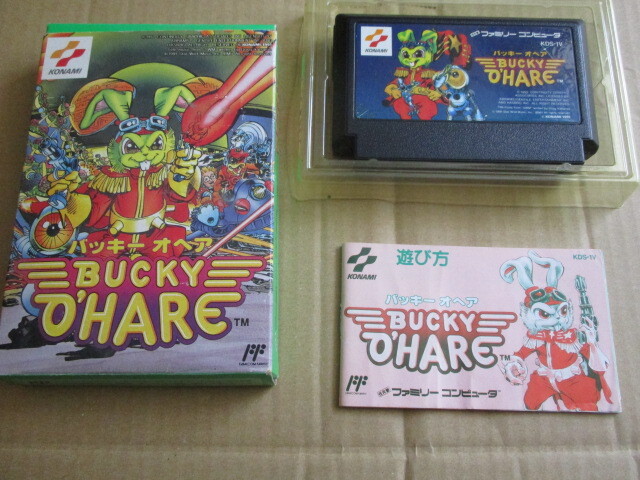 KONAMI
バッキー オヘア
BUCKY
O'HARE
TM
KONAMI
ファミリー コンピュータ
KDS-1V
バッキー オヘア
BUCKY
O'HARE
TM
KONAMI
遊び方
KDS-1V
バッキー オヘア
BUCKY
O'HARE
TM
ファミリー コンピュータ